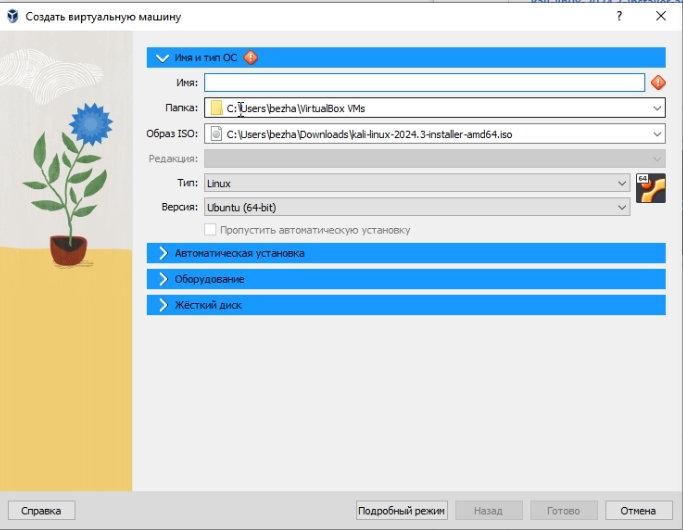 Создать виртуальную машину
Имя и тип ОС
Имя:
Папка: C:\Users\bezha\VirtualBox VMs
Образ ISO: C:\Users\bezha\Downloads\kali-linux-2024.3-installer-amd64.iso
Редакция:
Тип: Linux
64
Версия: Ubuntu (64-bit)
Пропустить автоматическую установку
Автоматическая установка
Оборудование
Жёсткий диск
Справка Подробный режим Назад Готово Отмена